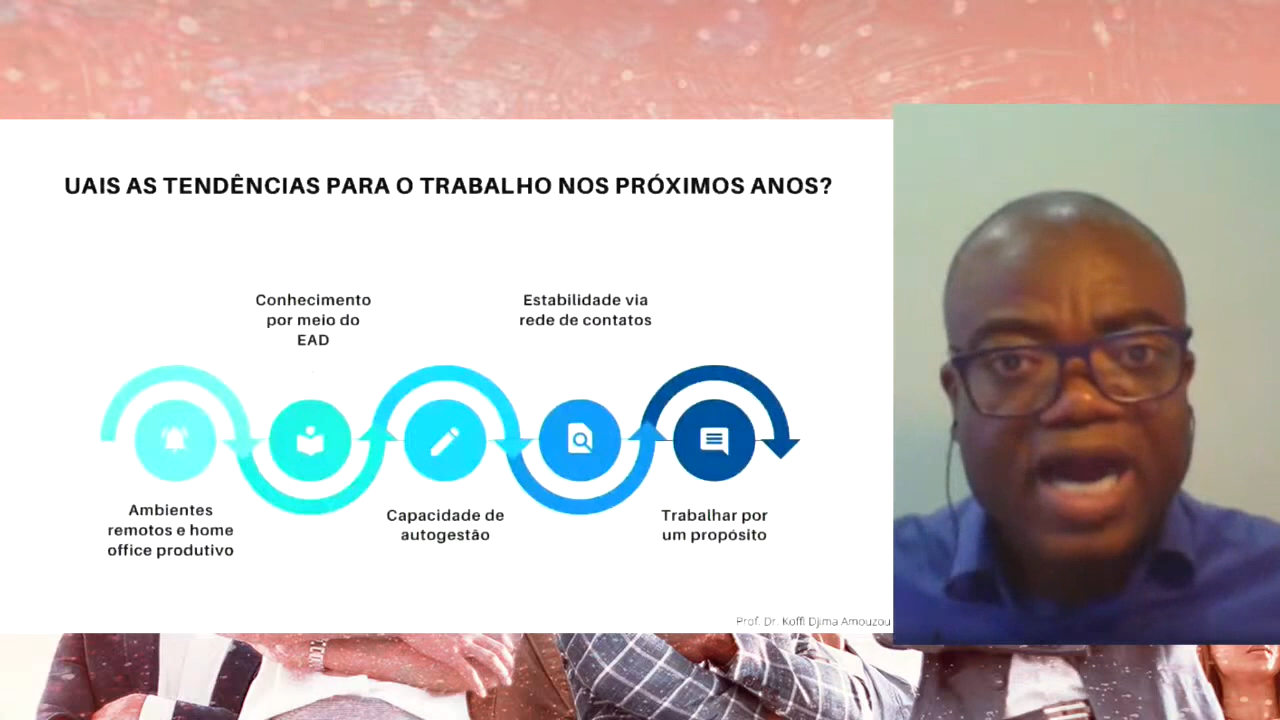 UAIS AS TENDÊNCIAS PARA O TRABALHO NOS PRÓXIMOS ANOS?
Conhecimento
por meio do
EAD
Estabilidade via
rede de contatos
Ambientes
remotos e home
office produtivo
Capacidade de
autogestão
Trabalhar por
um propósito
Prof. Dr. Koffi Djima Amouzou